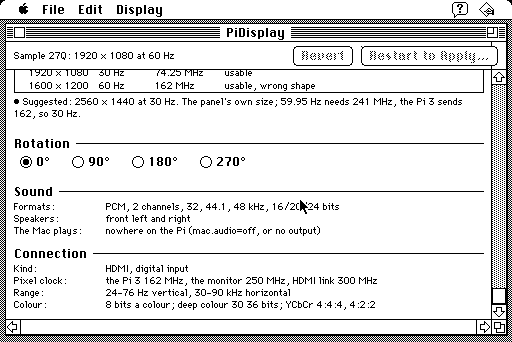 File Edit Display
PiDisplay
Sample 27Q: 1920 × 1080 at 60 Hz
Revert
Restart to Apply...
1920 × 1080 30 Hz 74.25 MHz usable
1600 × 1200 60 Hz 162 MHz usable, wrong shape
● Suggested: 2560 × 1440 at 30 Hz. The panel's own size; 59.95 Hz needs 241 MHz, the Pi 3 sends
162, so 30 Hz.
Rotation
0° 90° 180° 270°
Sound
Formats: PCM, 2 channels, 32, 44.1, 48 kHz, 16/20/24 bits
Speakers: front left and right
The Mac plays: nowhere on the Pi (mac.audio=off, or no output)
Connection
Kind: HDMI, digital input
Pixel clock: the Pi 3 162 MHz, the monitor 250 MHz, HDMI link 300 MHz
Range: 24-76 Hz vertical, 30-90 kHz horizontal
Colour: 8 bits a colour; deep colour 30 36 bits; YCbCr 4:4:4, 4:2:2